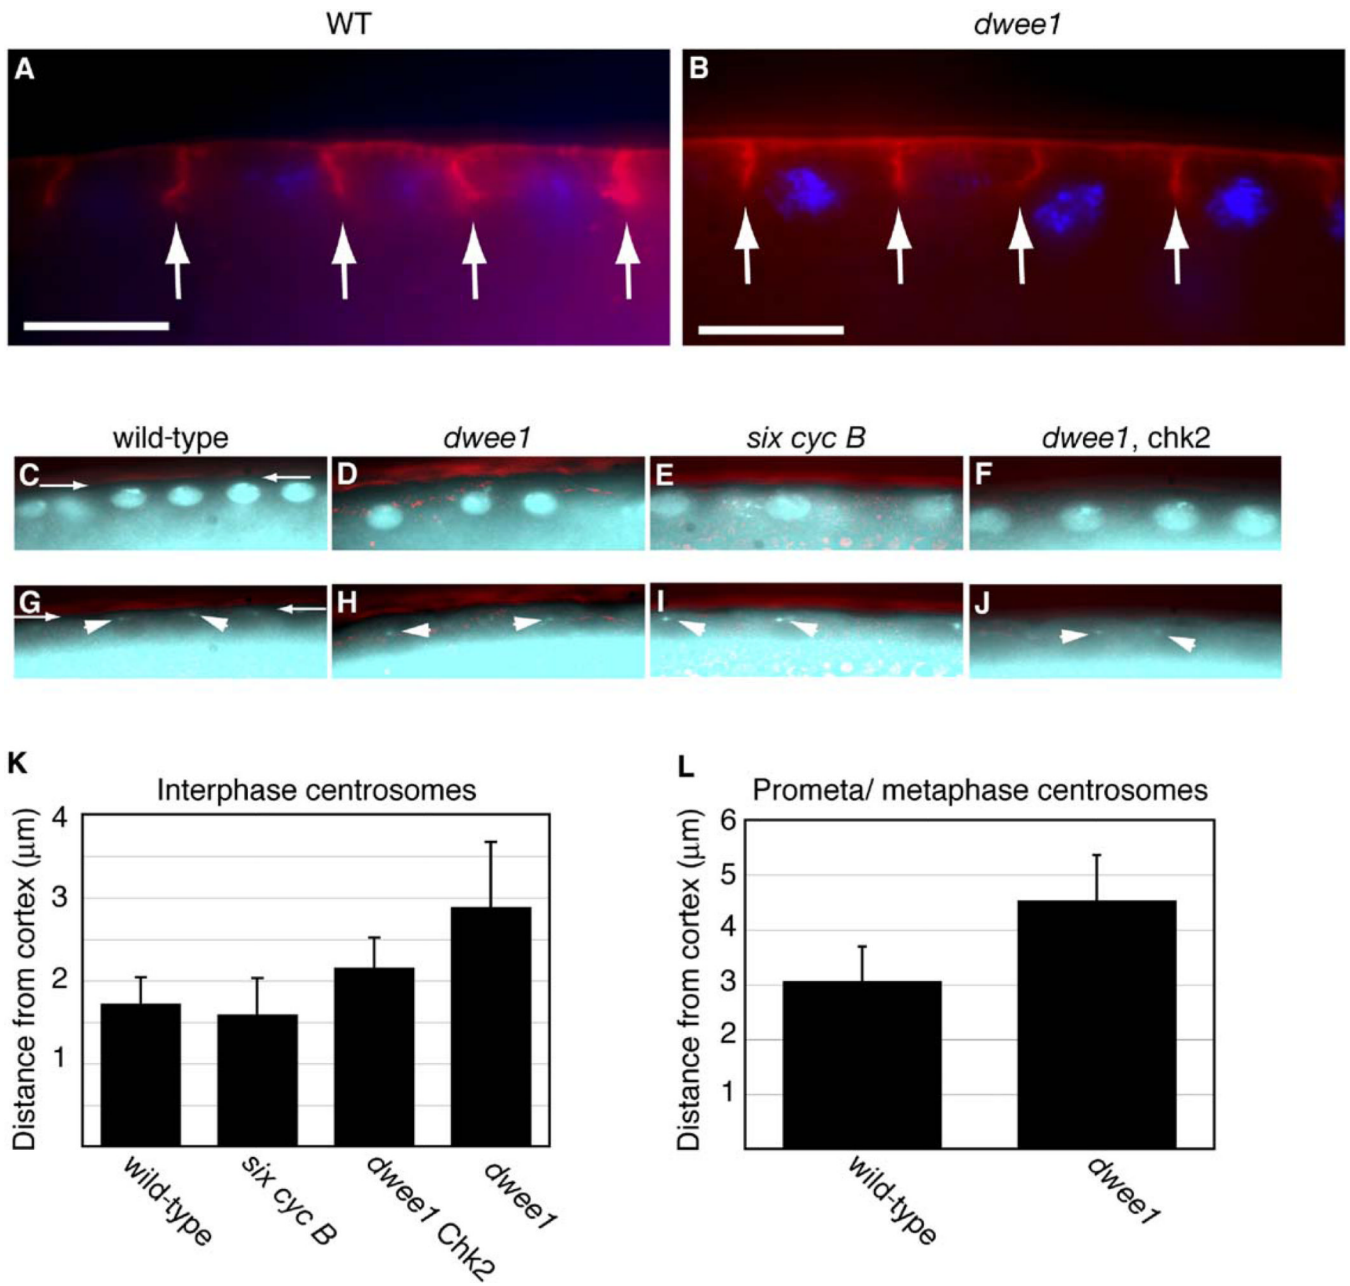 WT
dwee1
A
B
wild-type
dwee1
six cyc B
dwee1, chk2
C
D
E
F
G
H
I
J
K
L
Interphase centrosomes
Prometa/ metaphase centrosomes
Distance from cortex (μm)
4
3
2
1
wild-type
six cyc B
dwee1 Chk2
dwee1
Distance from cortex (μm)
6
5
4
3
2
1
wild-type
dwee1